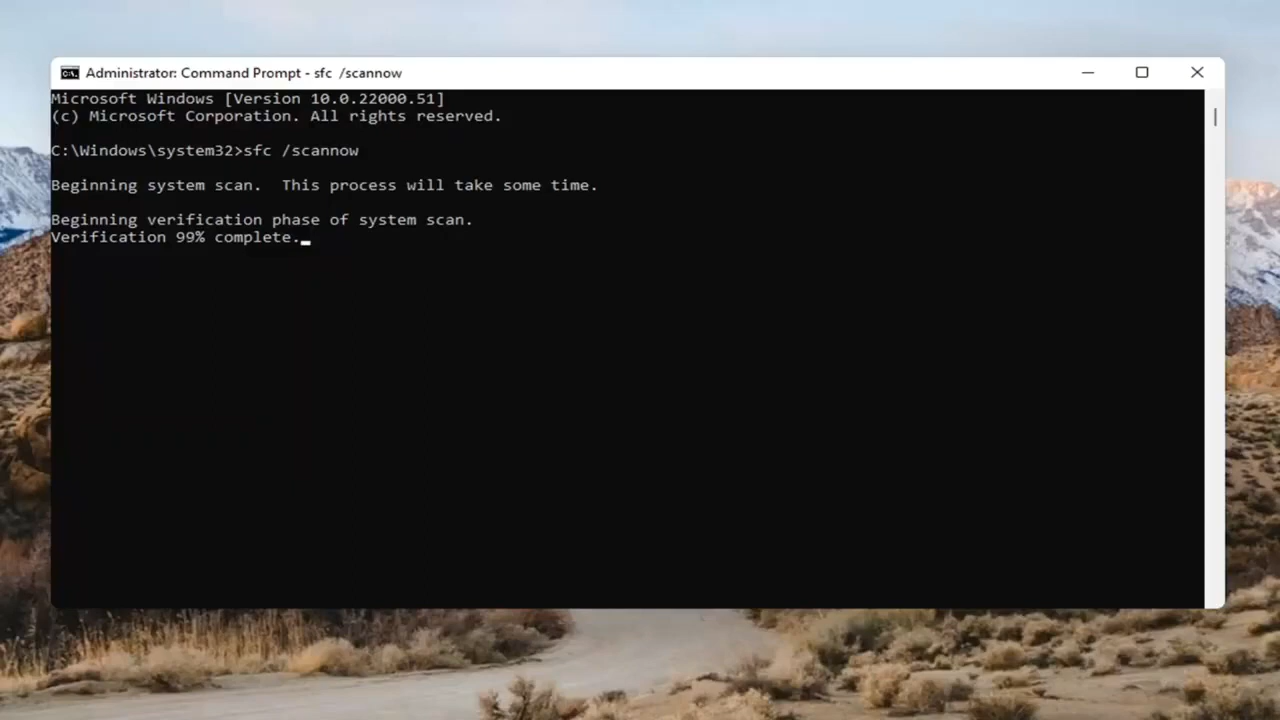 Administrator: Command Prompt - sfc  /scannow
Microsoft Windows [Version 10.0.22000.51]
(c) Microsoft Corporation. All rights reserved.
C:\Windows\system32>sfc /scannow
Beginning system scan.  This process will take some time.
Beginning verification phase of system scan.
Verification 99% complete.